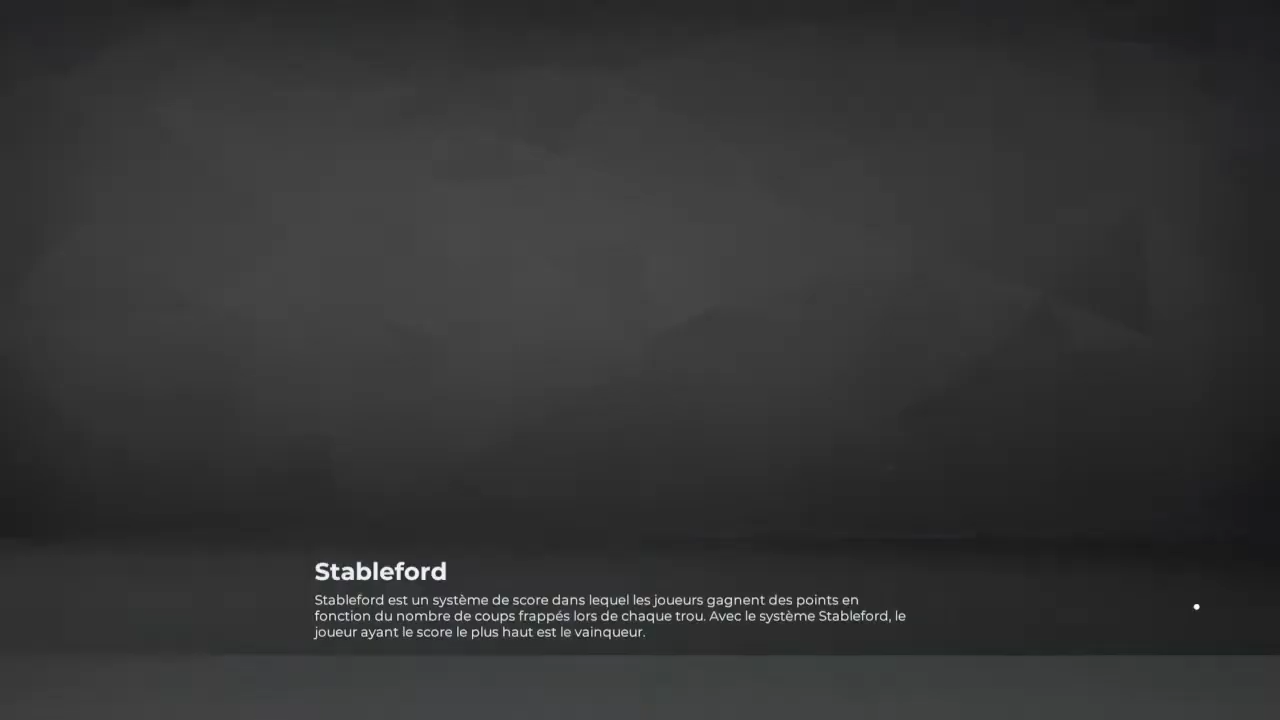 Stableford
Stableford est un système de score dans lequel les joueurs gagnent des points en
fonction du nombre de coups frappés lors de chaque trou. Avec le système Stableford, le
joueur ayant le score le plus haut est le vainqueur.